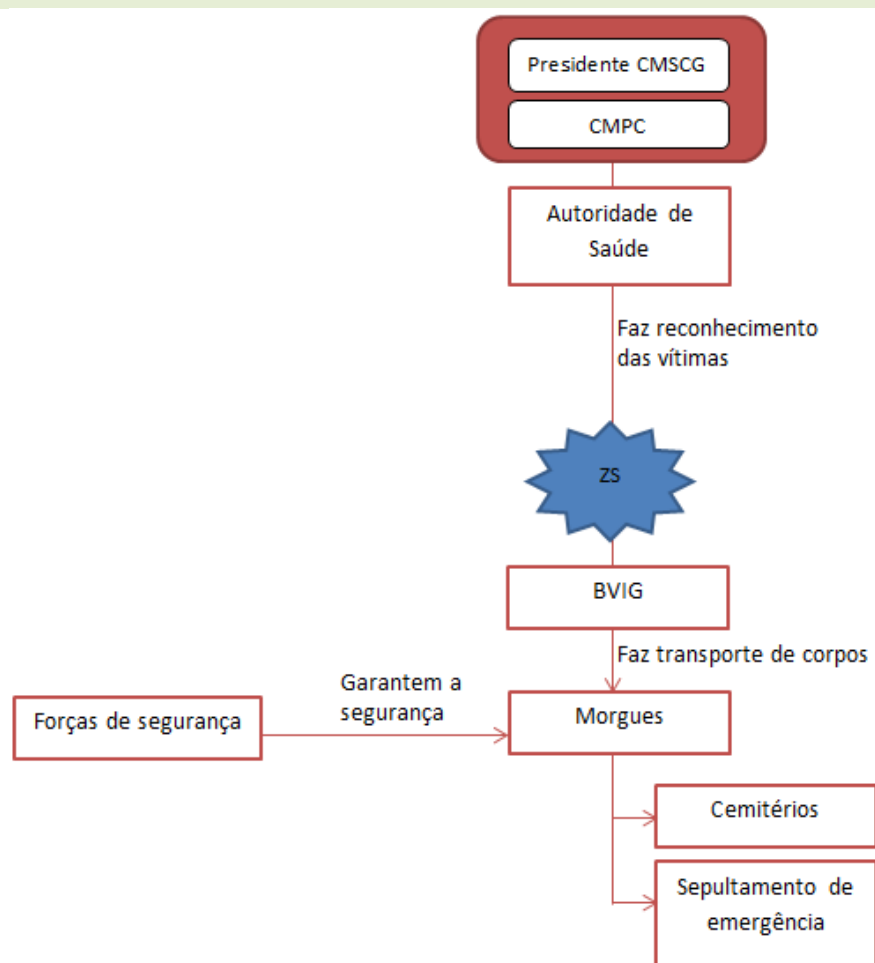 Presidente CMSCG
CMPC
Autoridade de
Saúde
Faz reconhecimento
das vítimas
ZS
BVIG
Faz transporte de corpos
Garantem a
segurança
Forças de segurança
Morgues
Cemitérios
Sepultamento de
emergência